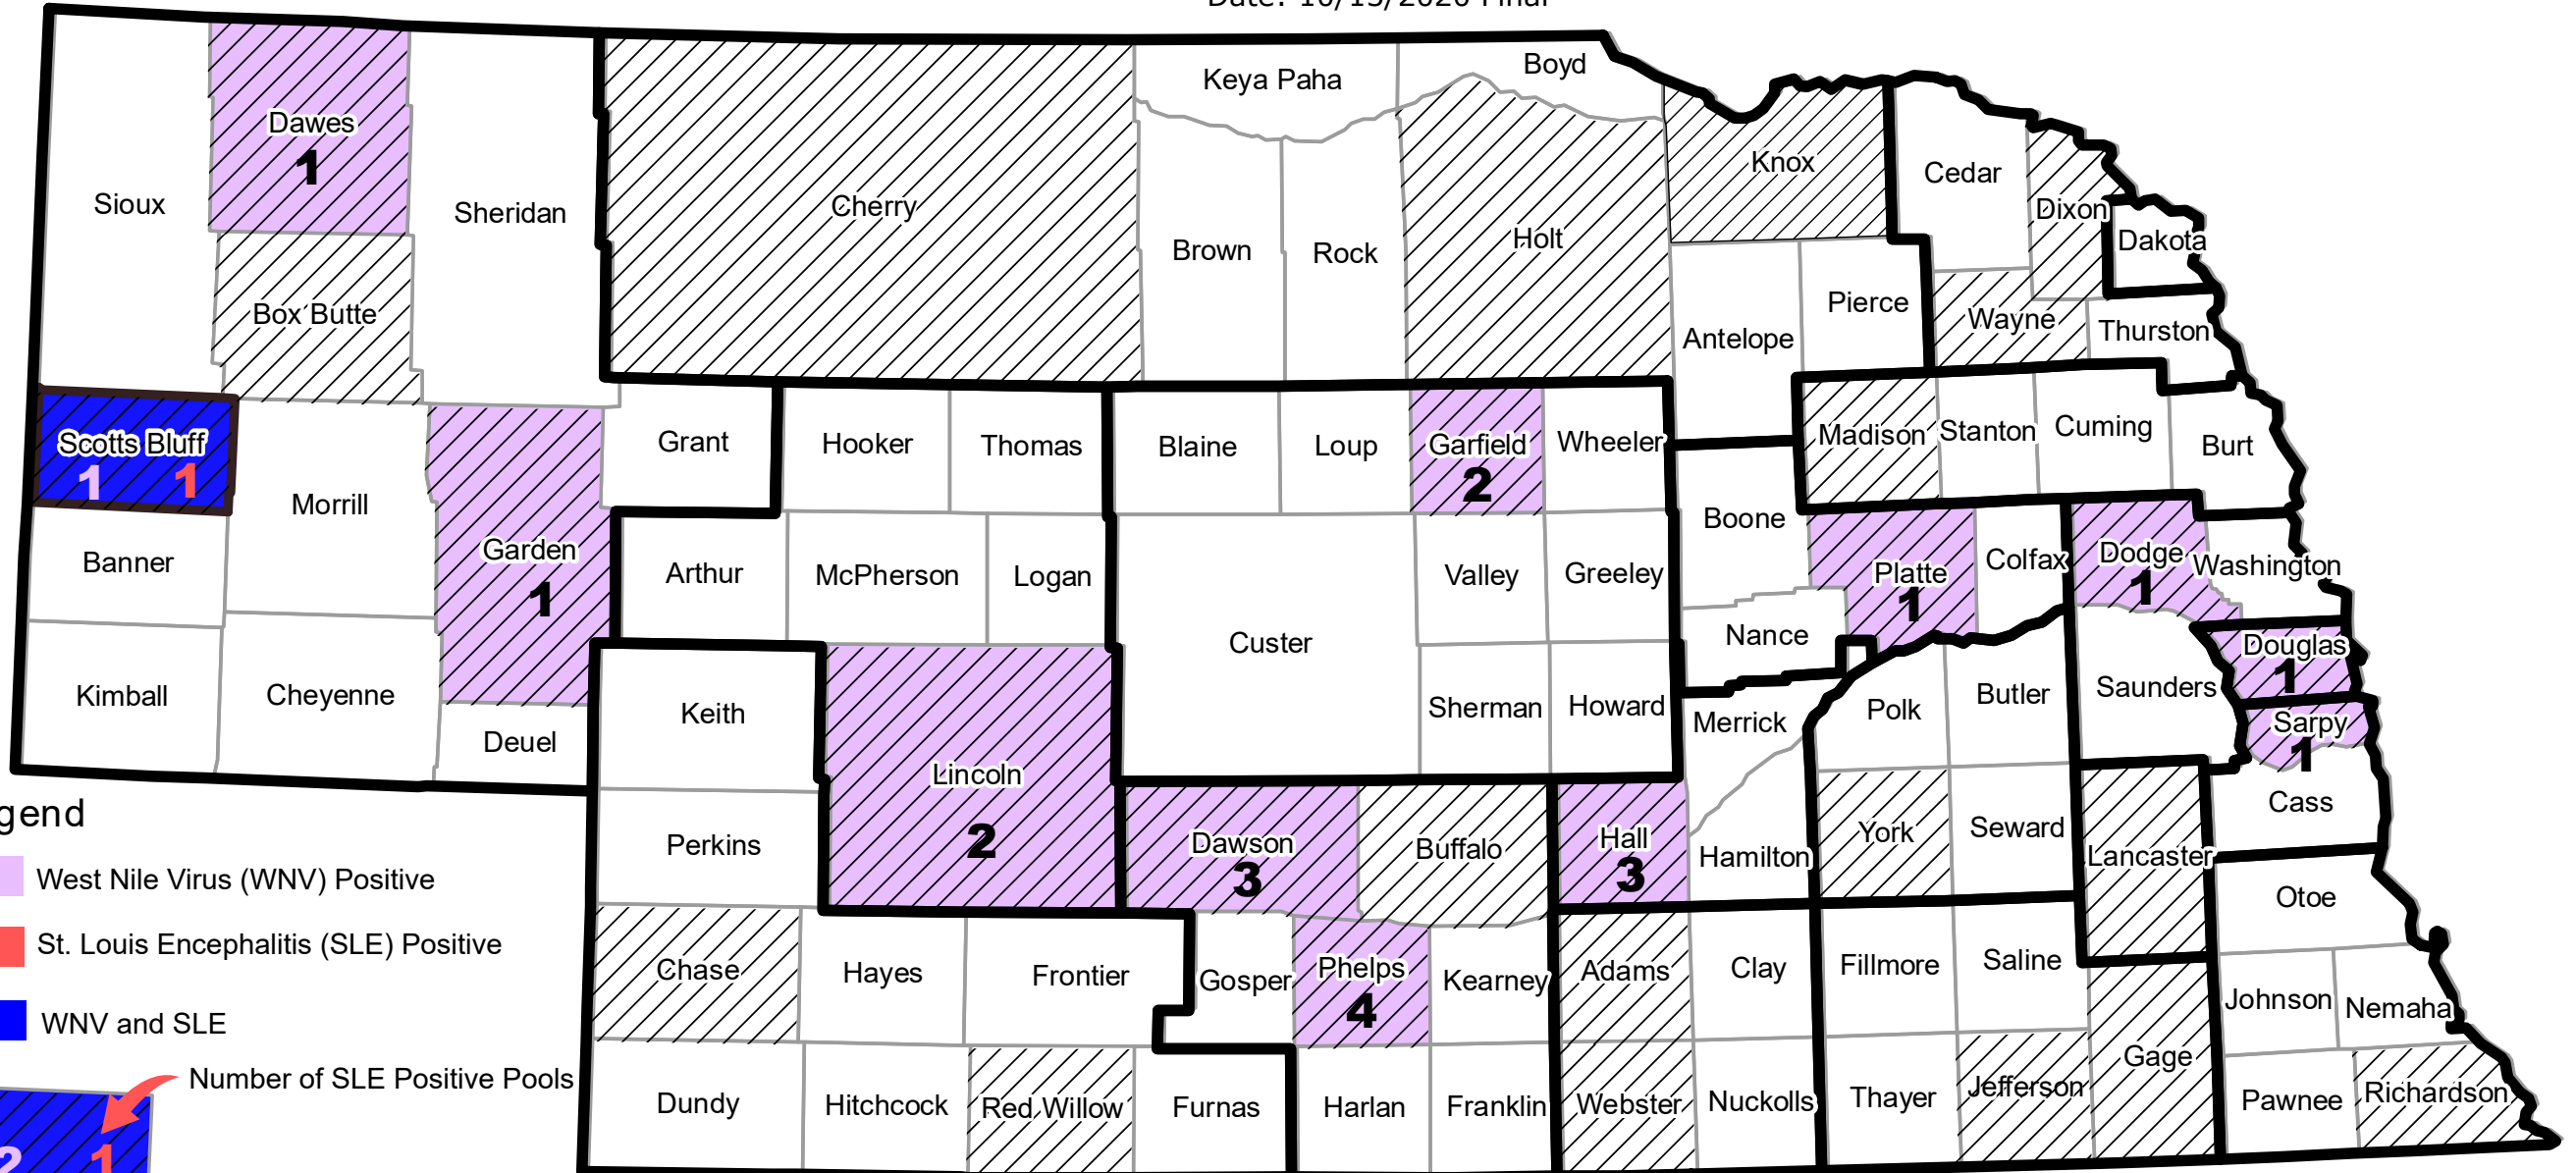 Keya Paha
Boyd
Dawes
1
Knox
Cedar
Sioux
Sheridan
Cherry
Dixon
Brown
Rock
Holt
Dakota
Box Butte
Pierce
Wayne
Thurston
Antelope
Scotts Bluff
1 1
Grant
Hooker
Thomas
Blaine
Loup
Garfield
2
Wheeler
Madison
Stanton
Cuming
Burt
Morrill
Boone
Banner
Garden
1
Arthur
McPherson
Logan
Valley
Greeley
Platte
1
Colfax
Dodge
1
Washington
Custer
Nance
Douglas
1
Kimball
Cheyenne
Keith
Sherman
Howard
Merrick
Polk
Butler
Saunders
Sarpy
1
Deuel
Lincoln
2
Cass
gend
Perkins
Dawson
3
Buffalo
Hall
3
Hamilton
York
Seward
Lancaster
West Nile Virus (WNV) Positive
Otoe
St. Louis Encephalitis (SLE) Positive
Chase
Hayes
Frontier
Gosper
Phelps
4
Kearney
Adams
Clay
Fillmore
Saline
Johnson
Nemaha
WNV and SLE
Gage
Number of SLE Positive Pools
Dundy
Hitchcock
Red Willow
Furnas
Harlan
Franklin
Webster
Nuckolls
Thayer
Jefferson
Pawnee
Richardson
2 1